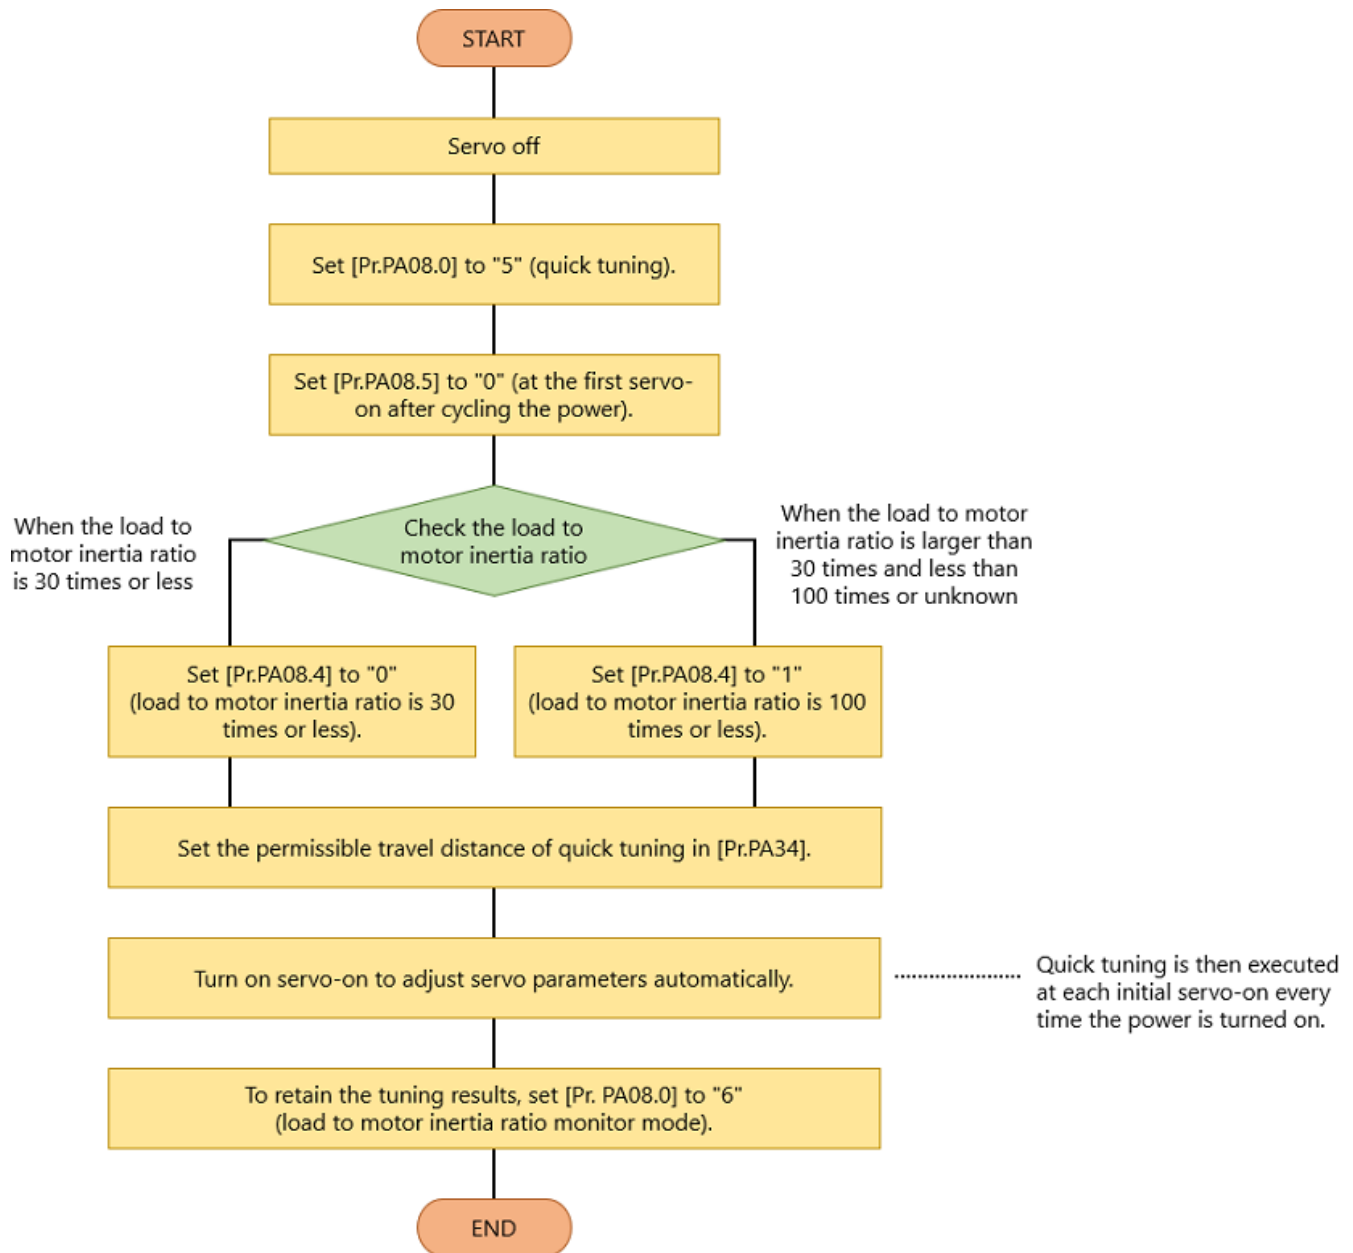 START
Servo off
Set [Pr.PA08.0] to "5" (quick tuning).
Set [Pr.PA08.5] to "0" (at the first servo-
on after cycling the power).
When the load to
motor inertia ratio
is 30 times or less
Check the load to
motor inertia ratio
When the load to motor
inertia ratio is larger than
30 times and less than
100 times or unknown
Set [Pr.PA08.4] to "0"
(load to motor inertia ratio is 30
times or less).
Set [Pr.PA08.4] to "1"
(load to motor inertia ratio is 100
times or less).
Set the permissible travel distance of quick tuning in [Pr.PA34].
Turn on servo-on to adjust servo parameters automatically.
Quick tuning is then executed
at each initial servo-on every
time the power is turned on.
To retain the tuning results, set [Pr. PA08.0] to "6"
(load to motor inertia ratio monitor mode).
END